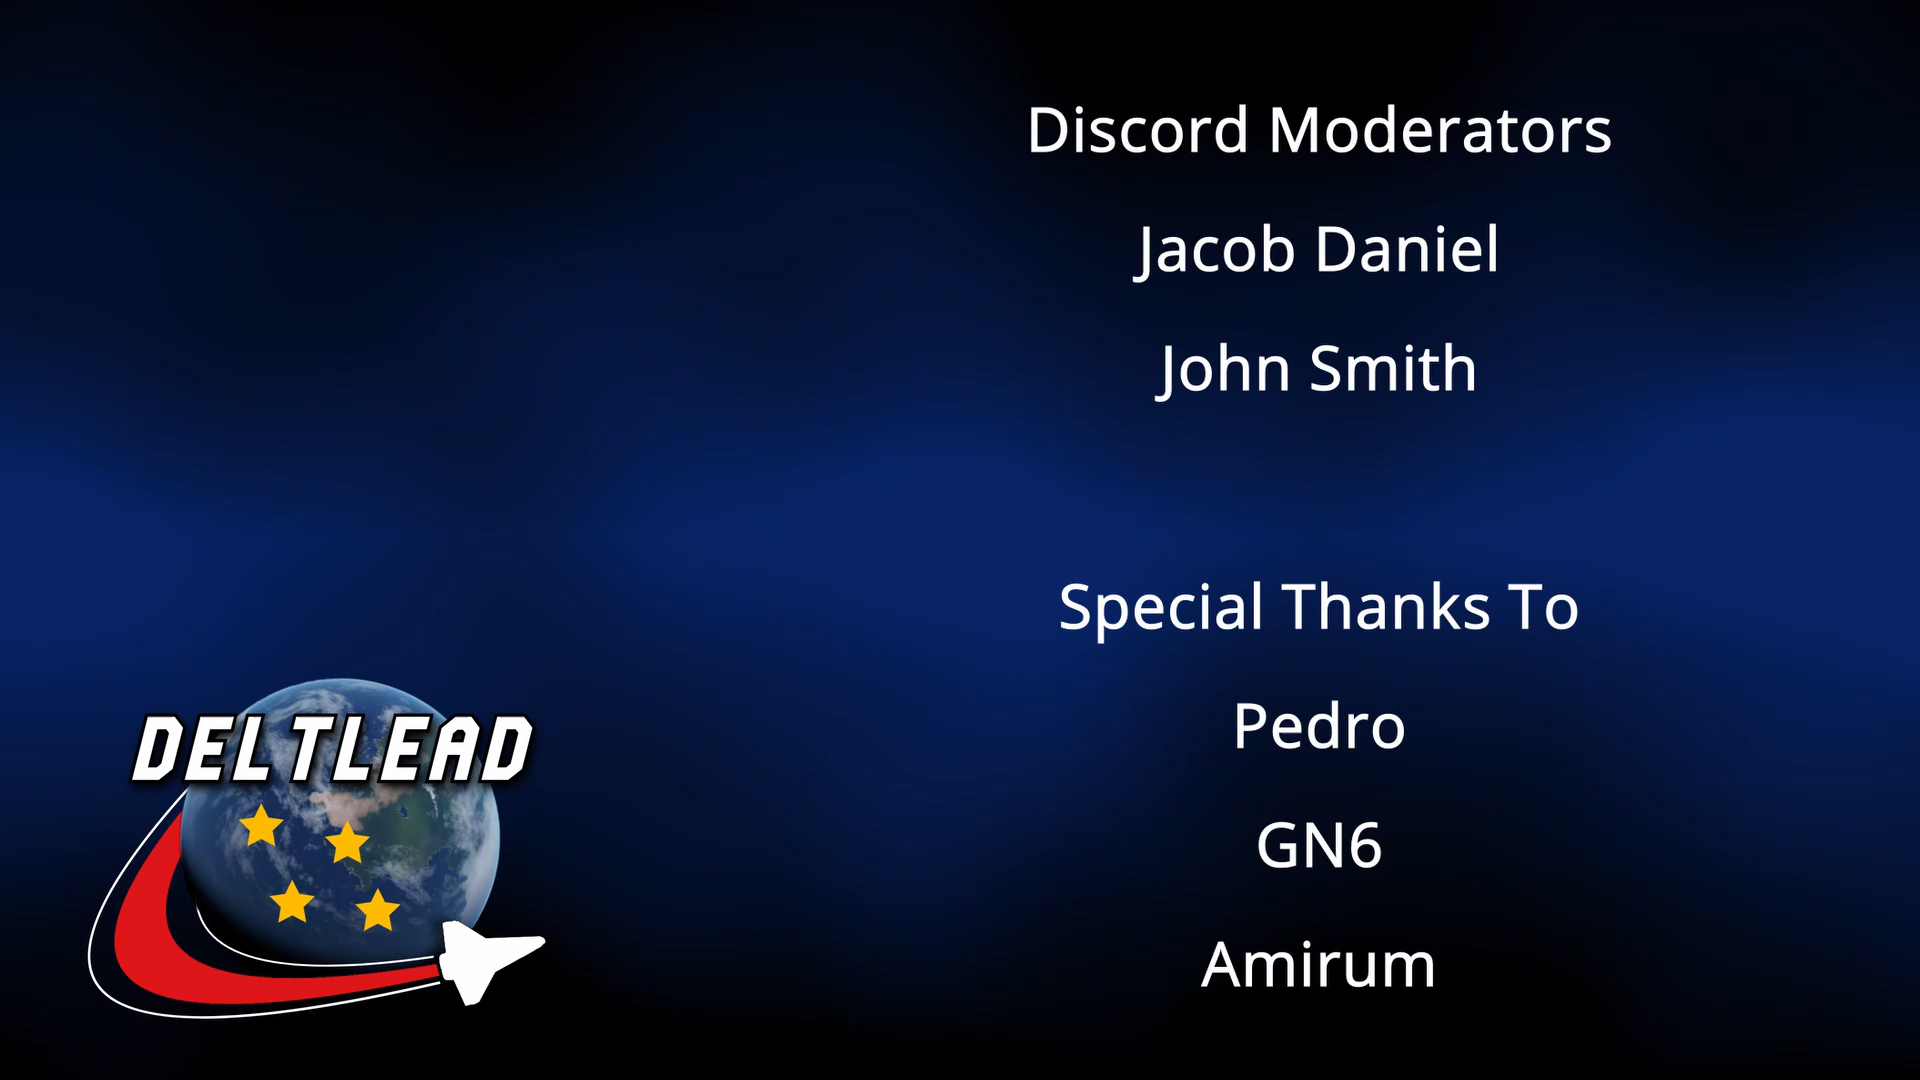 Discord Moderators
Jacob Daniel
John Smith
Special Thanks To
Pedro
GN6
Amirum
DELTLEAD